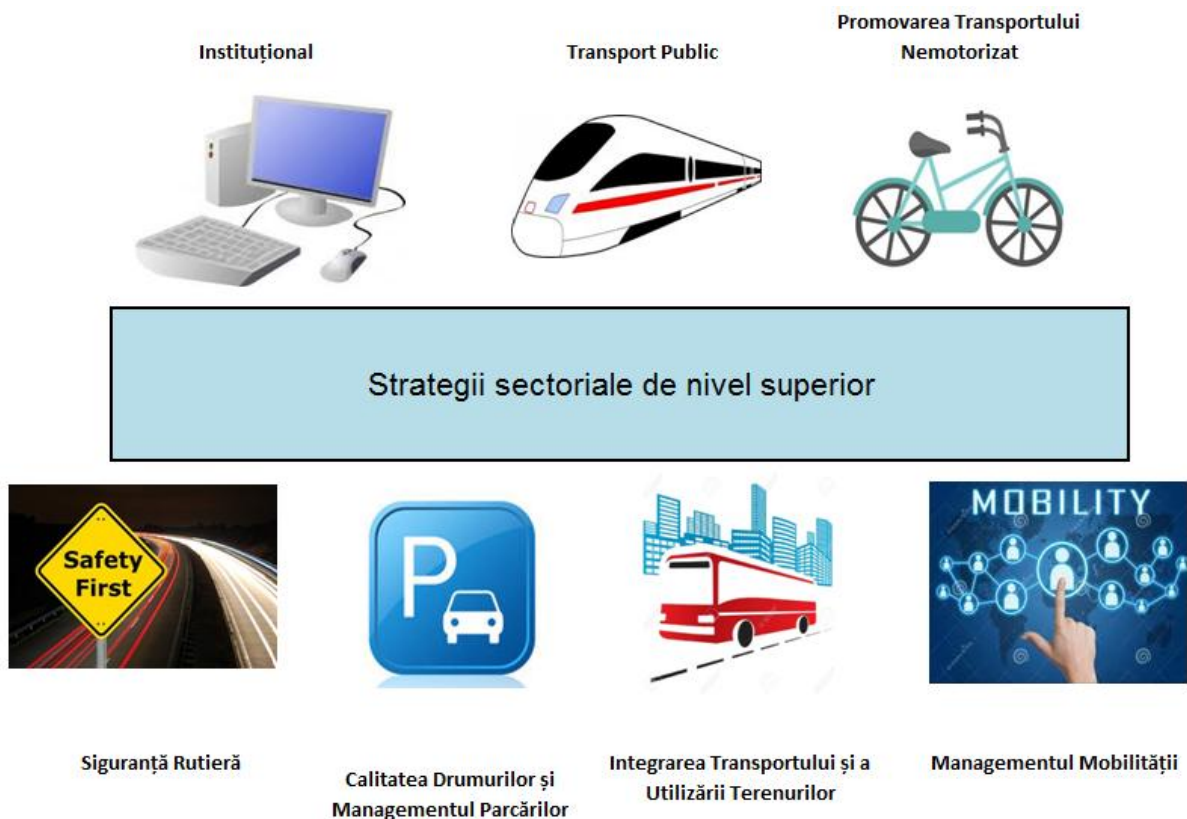 Promovarea Transportului
Nemotorizat
Instituțional
Transport Public
Strategii sectoriale de nivel superior
Safety
First
P
MOBILITY
Siguranță Rutieră
Calitatea Drumurilor și
Managementul Parcărilor
Integrarea Transportului și a
Utilizării Terenurilor
Managementul Mobilității